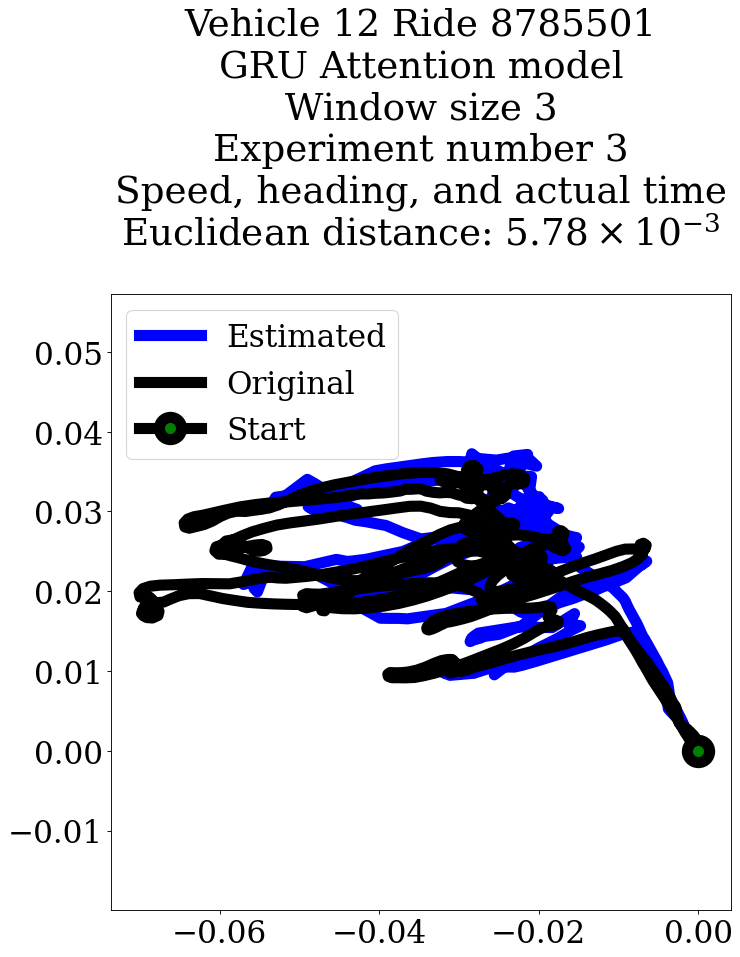 Vehicle 12 Ride 8785501
GRU Attention model
Window size 3
Experiment number 3
Speed, heading, and actual time
Euclidean distance: 5.78 × 10⁻³
Estimated
Original
Start
0.05
0.04
0.03
0.02
0.01
0.00
−0.01
−0.06 −0.04 −0.02 0.00